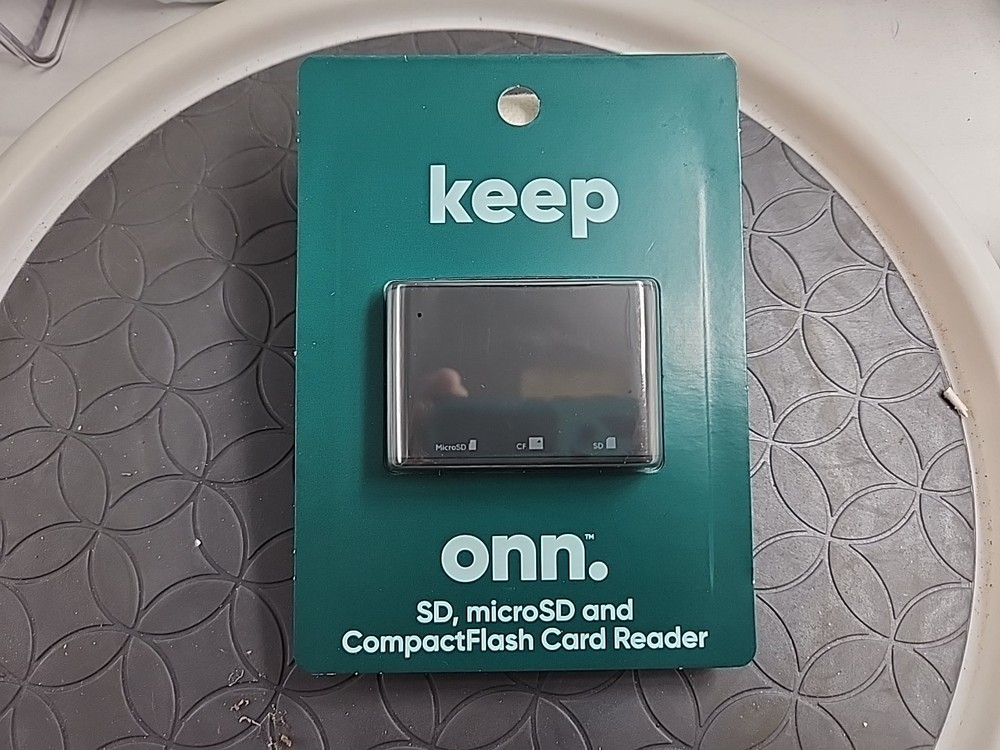 keep
MicroSD CF SD
onn.™
SD, microSD and
CompactFlash Card Reader